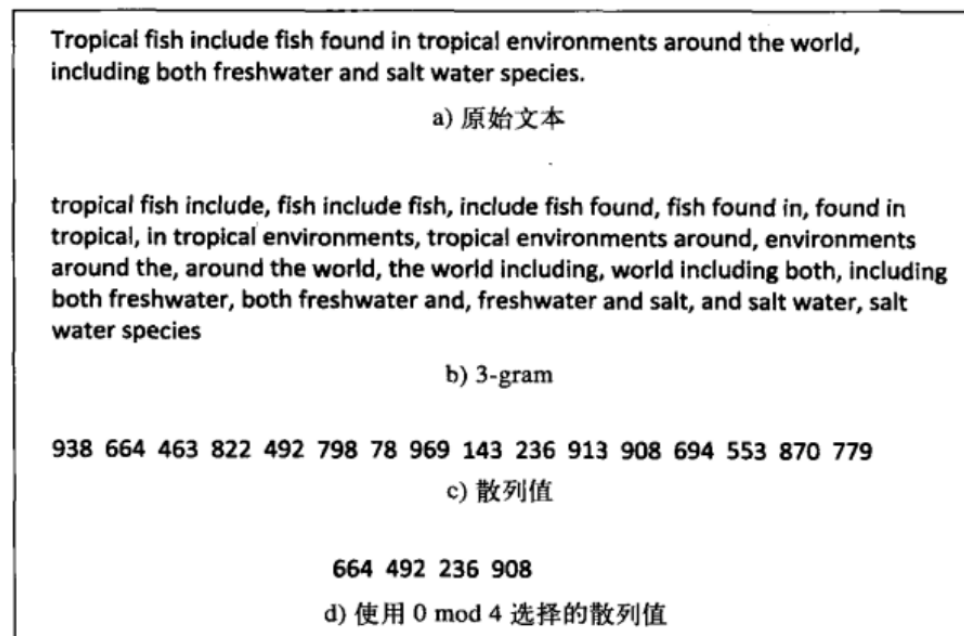 Tropical fish include fish found in tropical environments around the world,
including both freshwater and salt water species.
a) 原始文本
tropical fish include, fish include fish, include fish found, fish found in, found in
tropical, in tropical environments, tropical environments around, environments
around the, around the world, the world including, world including both, including
both freshwater, both freshwater and, freshwater and salt, and salt water, salt
water species
b) 3-gram
938 664 463 822 492 798 78 969 143 236 913 908 694 553 870 779
c) 散列值
664 492 236 908
d) 使用 0 mod 4 选择的散列值